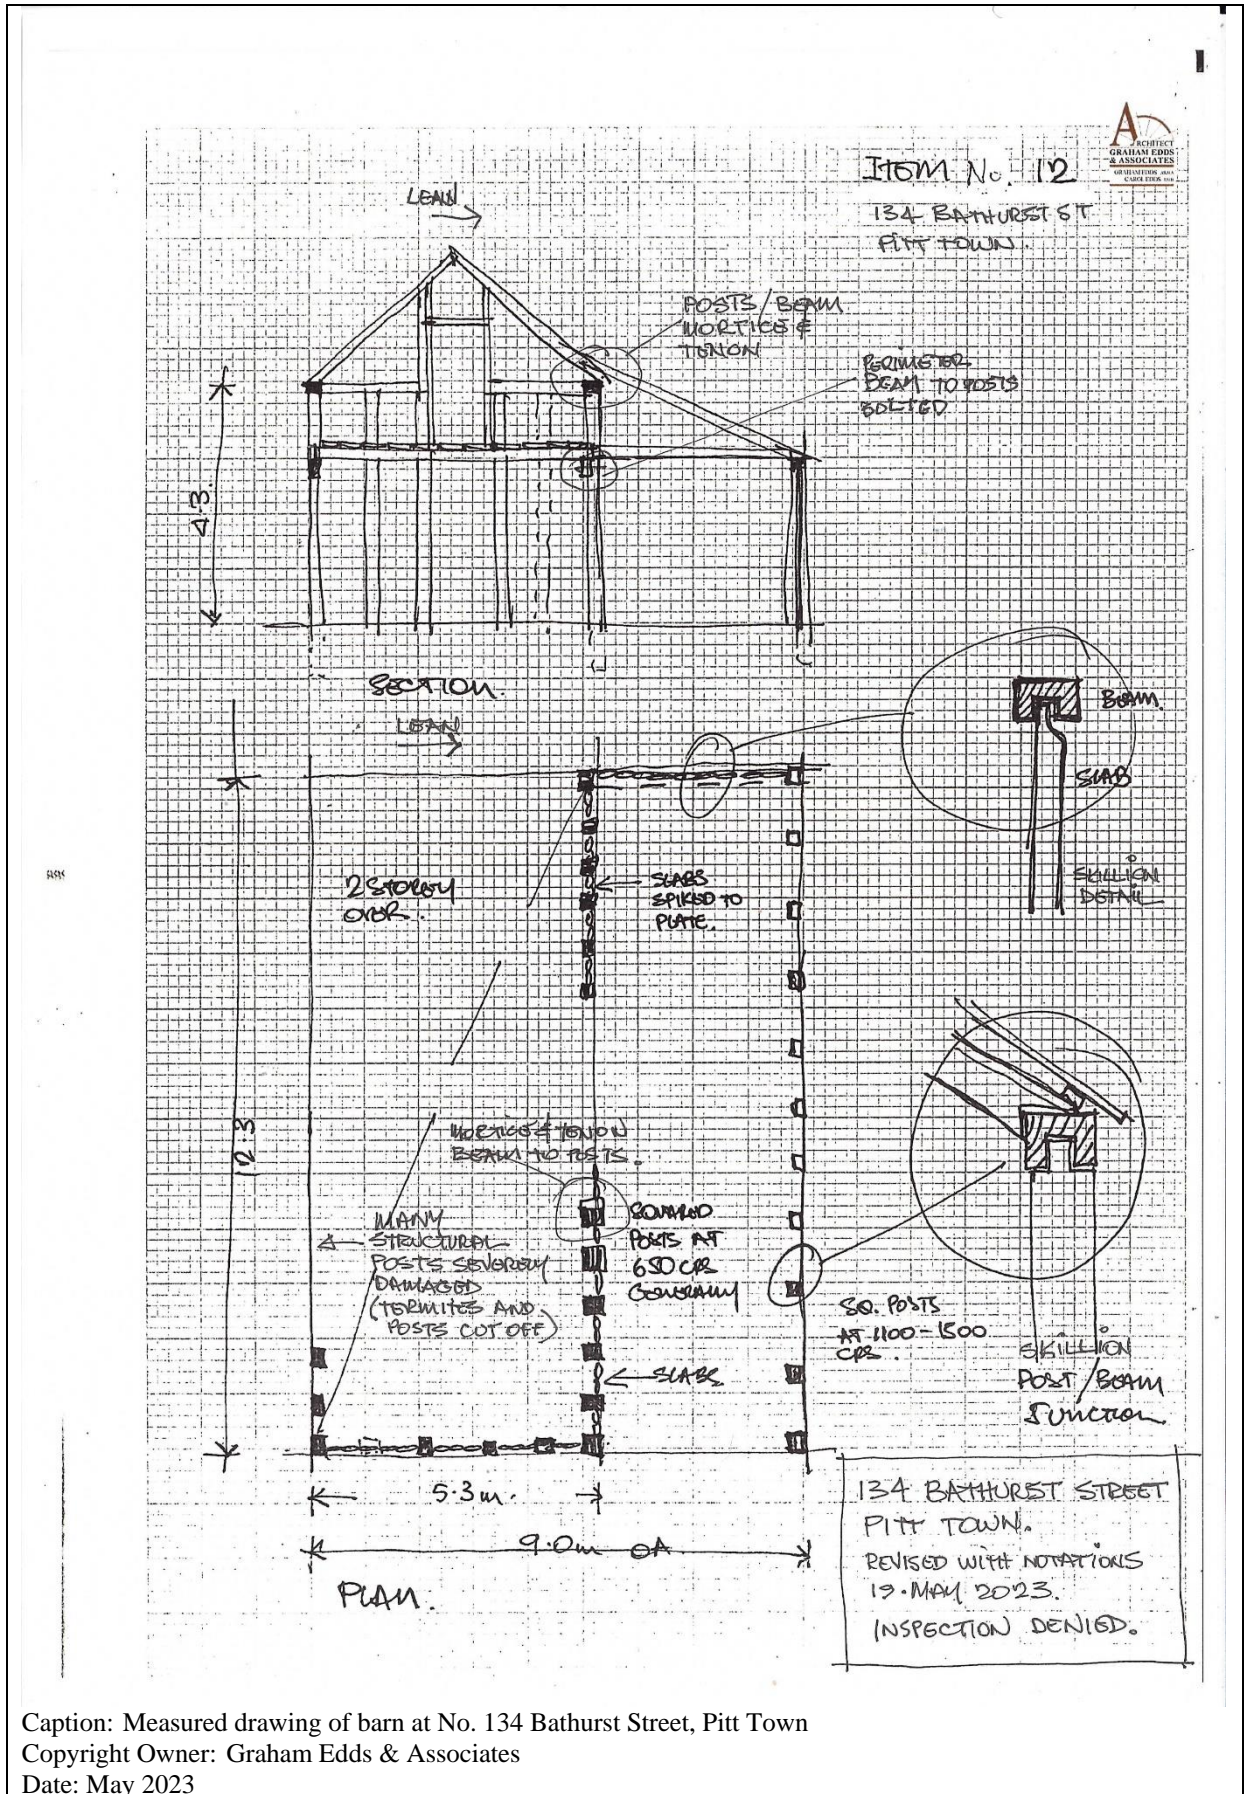 ARCHITECT
GRAHAM EDDS
& ASSOCIATES
ITEM No. 12
134 BATHURST ST
PITT TOWN
LEAN
POSTS/BEAM
MORTICE &
TENON
PERIMETER
BEAM TO POSTS
BOLTED
4.3
SECTION.
LEAN
BEAM.
SLAB
SKILLION
DETAIL
2 STOREY
OVER.
SLABS
SPIKED TO
PLATE.
12.3
MORTICE & TENON
BEAM TO POSTS.
MANY
STRUCTURAL
POSTS SEVERELY
DAMAGED
(TERMITES AND
POSTS CUT OFF)
SQUARED
POSTS AT
650 CRS
GENERALLY
SQ. POSTS
AT 1100-1500
CRS.
SLABS
SKILLION
POST/BEAM
JUNCTION
5.3m.
9.0m OA
PLAN.
134 BATHURST STREET
PITT TOWN.
REVISED WITH NOTATIONS
19.MAY 2023.
INSPECTION DENIED.
Caption: Measured drawing of barn at No. 134 Bathurst Street, Pitt Town
Copyright Owner: Graham Edds & Associates
Date: May 2023